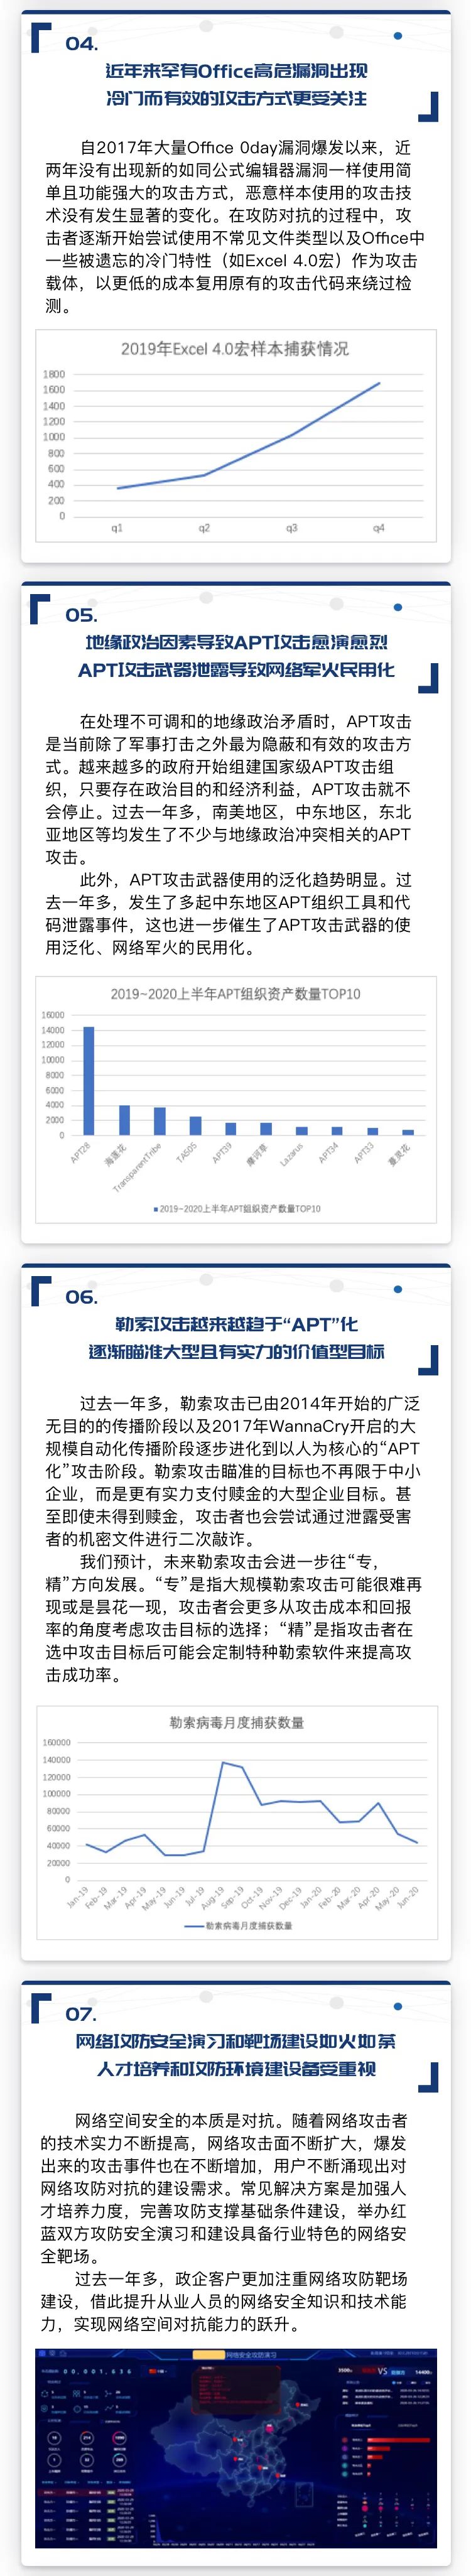 04.
近年来罕有Office高危漏洞出现
冷门而有效的攻击方式更受关注
自2017年大量Office 0day漏洞爆发以来，近
两年没有出现新的如同公式编辑器漏洞一样使用简
单且功能强大的攻击方式，恶意样本使用的攻击技
术没有发生显著的变化。在攻防对抗的过程中，攻
击者逐渐开始尝试使用不常见文件类型以及Office中
一些被遗忘的冷门特性（如Excel 4.0宏）作为攻击
载体，以更低的成本复用原有的攻击代码来绕过检
测。
2019年Excel 4.0宏样本捕获情况
1800
1600
1400
1200
1000
800
600
400
200
0
q1 q2 q3 q4
05.
地缘政治因素导致APT攻击愈演愈烈
APT攻击武器泄露导致网络军火民用化
在处理不可调和的地缘政治矛盾时，APT攻击
是当前除了军事打击之外最为隐蔽和有效的攻击方
式。越来越多的政府开始组建国家级APT攻击组
织，只要存在政治目的和经济利益，APT攻击就不
会停止。过去一年多，南美地区，中东地区，东北
亚地区等均发生了不少与地缘政治冲突相关的APT
攻击。
此外，APT攻击武器使用的泛化趋势明显。过
去一年多，发生了多起中东地区APT组织工具和代
码泄露事件，这也进一步催生了APT攻击武器的使
用泛化、网络军火的民用化。
2019~2020上半年APT组织资产数量TOP10
16000
14000
12000
10000
8000
6000
4000
2000
0
APT28 海莲花 TransparentTribe TA505 APT39 摩诃草 Lazarus APT34 APT33 蔓灵花
2019~2020上半年APT组织资产数量TOP10
06.
勒索攻击越来越趋于“APT”化
逐渐瞄准大型且有实力的价值型目标
过去一年多，勒索攻击已由2014年开始的广泛
无目的的传播阶段以及2017年WannaCry开启的大
规模自动化传播阶段逐步进化到以人为核心的“APT
化”攻击阶段。勒索攻击瞄准的目标也不再限于中小
企业，而是更有实力支付赎金的大型企业目标。甚
至即使未得到赎金，攻击者也会尝试通过泄露受害
者的机密文件进行二次敲诈。
我们预计，未来勒索攻击会进一步往“专，
精”方向发展。“专”是指大规模勒索攻击可能很难再
现或是昙花一现，攻击者会更多从攻击成本和回报
率的角度考虑攻击目标的选择；“精”是指攻击者在
选中攻击目标后可能会定制特种勒索软件来提高攻
击成功率。
勒索病毒月度捕获数量
160000
140000
120000
100000
80000
60000
40000
20000
0
Jan-19 Feb-19 Mar-19 Apr-19 May-19 Jun-19 Jul-19 Aug-19 Sep-19 Oct-19 Nov-19 Dec-19 Jan-20 Feb-20 Mar-20 Apr-20 May-20 Jun-20
勒索病毒月度捕获数量
07.
网络攻防安全演习和靶场建设如火如荼
人才培养和攻防环境建设备受重视
网络空间安全的本质是对抗。随着网络攻击者
的技术实力不断提高，网络攻击面不断扩大，爆发
出来的攻击事件也在不断增加，用户不断涌现出对
网络攻防对抗的建设需求。常见解决方案是加强人
才培养力度，完善攻防支撑基础条件建设，举办红
蓝双方攻防安全演习和建设具备行业特色的网络安
全靶场。
过去一年多，政企客户更加注重网络攻防靶场
建设，借此提升从业人员的网络安全知识和技术能
力，实现网络空间对抗能力的跃升。
网络安全攻防演习
00,001,636
3500 VS 14400